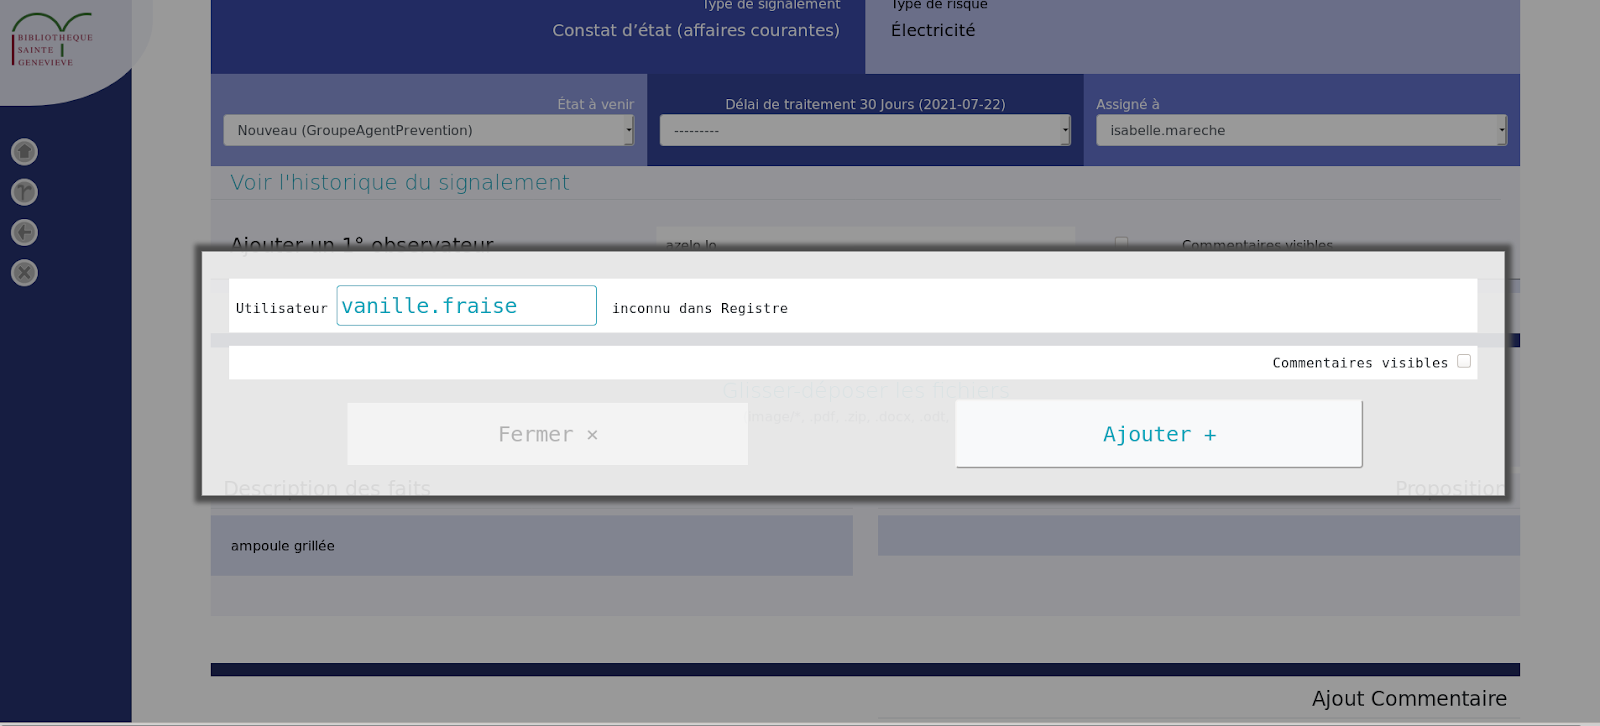 BIBLIOTHEQUE
SAINTE
GENEVIEVE
Type de signalement
Constat d’état (affaires courantes)
Type de risque
Électricité
État à venir
Nouveau (GroupeAgentPrevention)
Délai de traitement 30 Jours (2021-07-22)
---------
Assigné à
isabelle.mareche
Voir l'historique du signalement
Ajouter un 1° observateur
azelo.lo
Commentaires visibles
Utilisateur vanille.fraise inconnu dans Registre
Commentaires visibles
Glisser-déposer les fichiers
image/*, .pdf, .zip, .docx, .odt,
Fermer ×
Ajouter +
Description des faits
Proposition
ampoule grillée
Ajout Commentaire